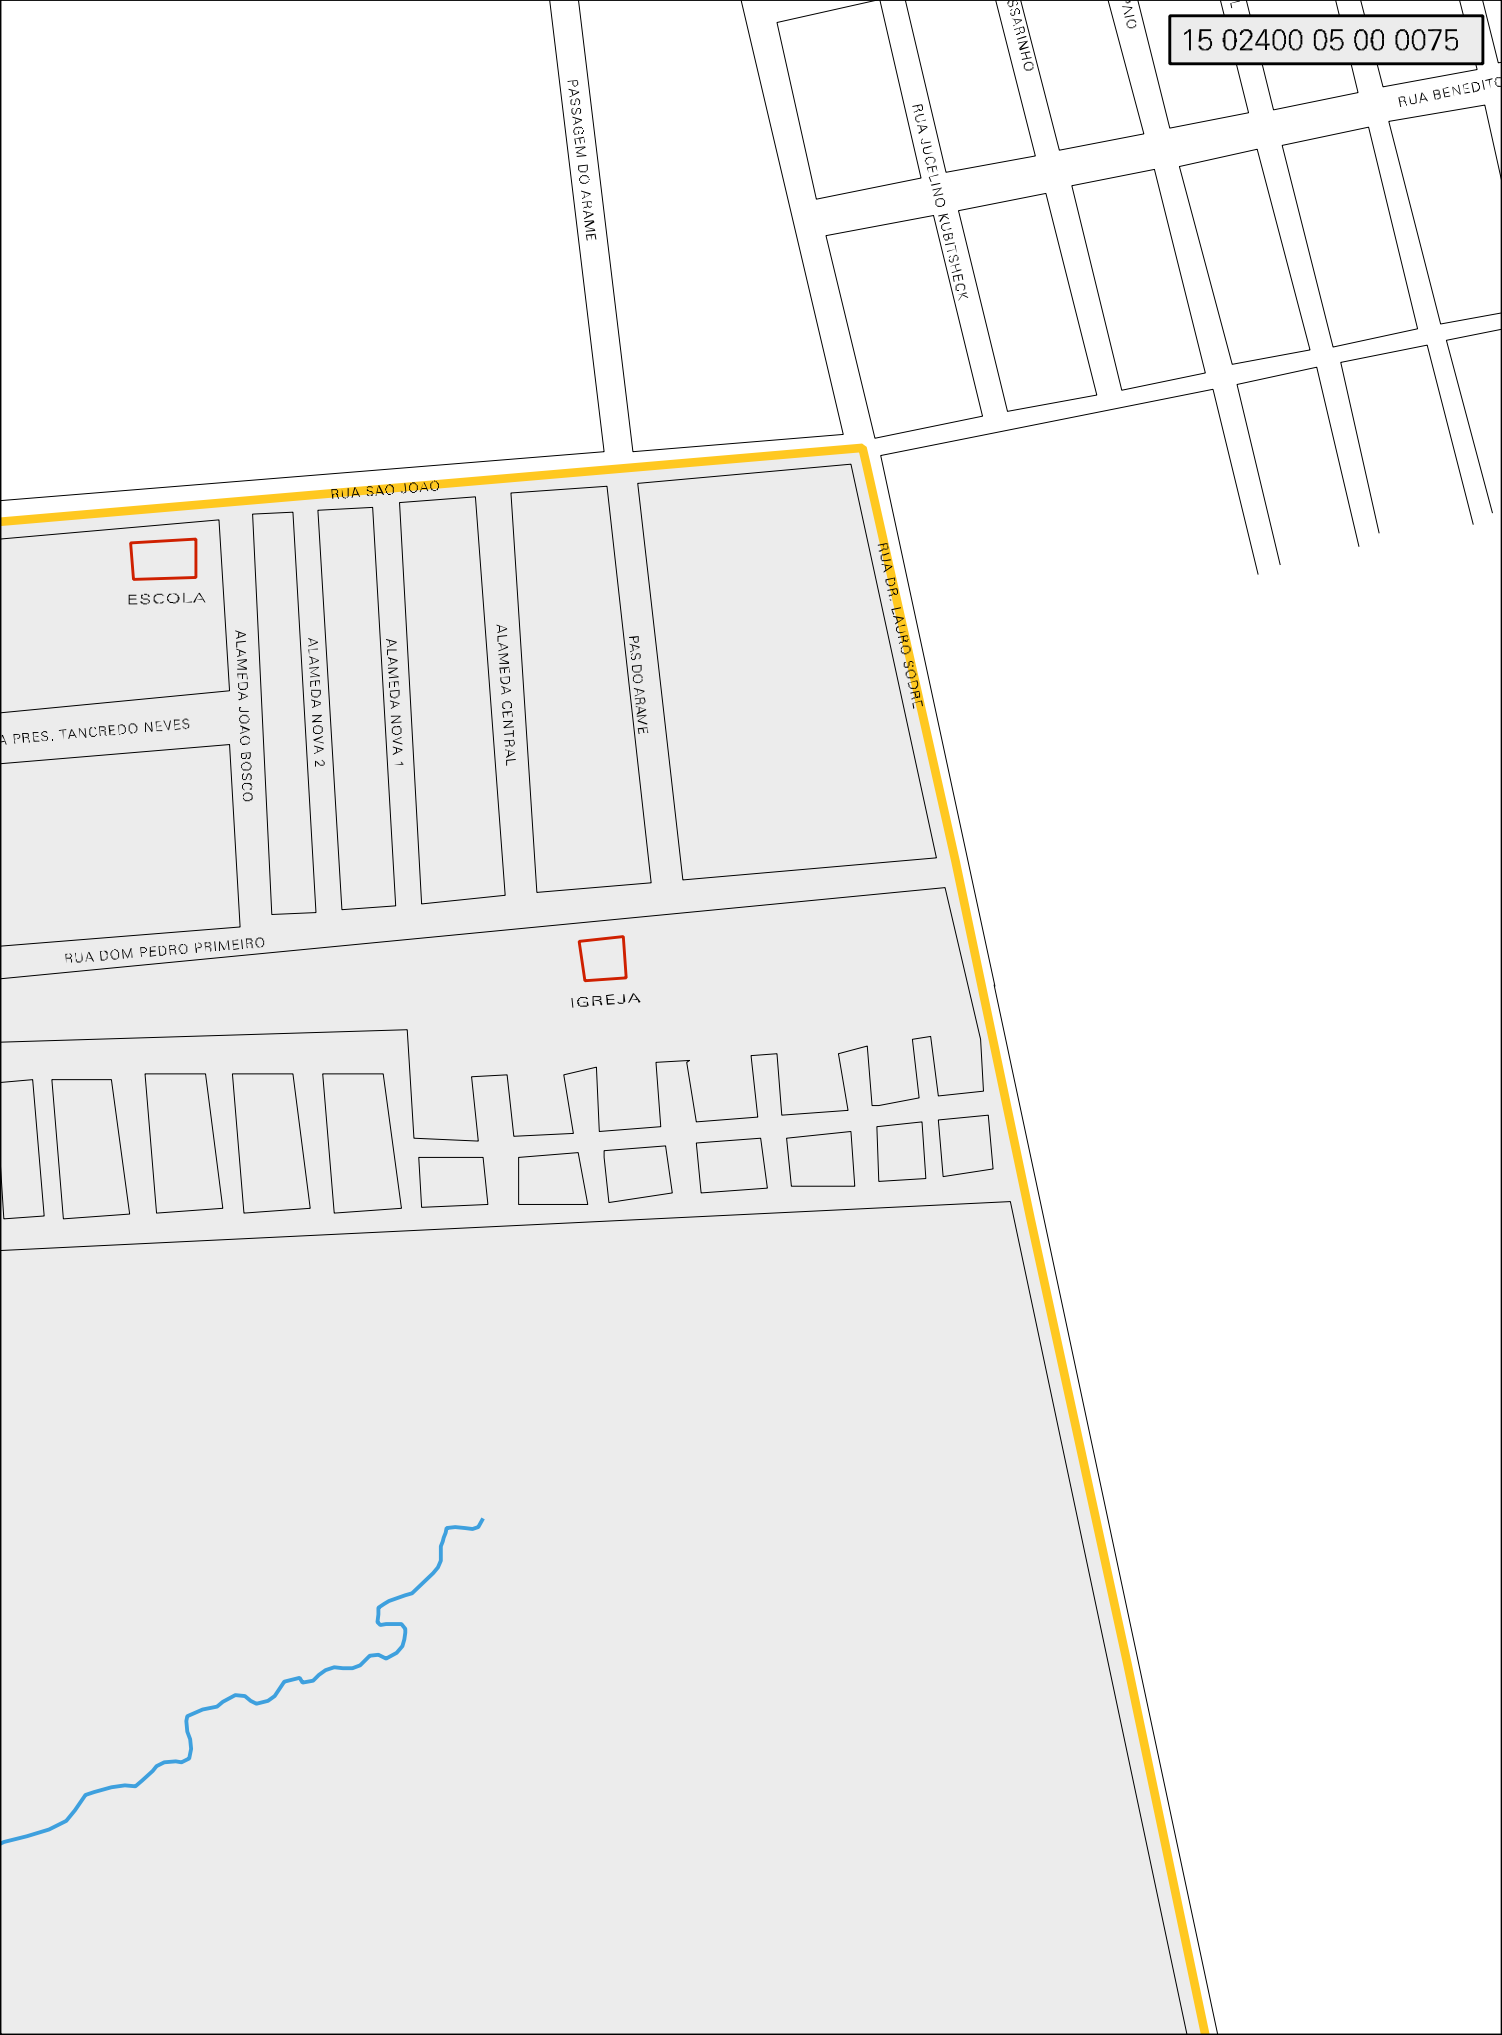 15 02400 05 00 0075
RUA BENEDITO
PASSAGEM DO ARAME
RUA JUCELINO KUBITSHECK
RUA SAO JOAO
ESCOLA
RUA DR. LAURO SODRE
ALAMEDA JOAO BOSCO
ALAMEDA NOVA 2
ALAMEDA NOVA 1
ALAMEDA CENTRAL
PAS DO ARAME
A PRES. TANCREDO NEVES
RUA DOM PEDRO PRIMEIRO
IGREJA